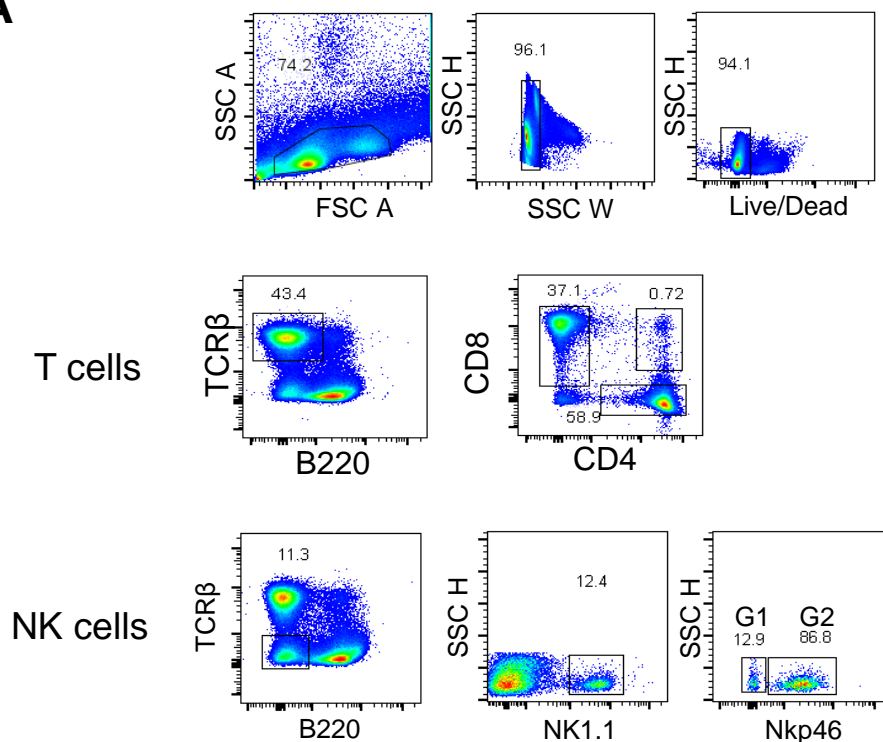 A
74.2
SSC A
FSC A
96.1
SSC H
SSC W
94.1
SSC H
Live/Dead
T cells
43.4
TCRβ
B220
37.1
0.72
58.9
CD8
CD4
NK cells
11.3
TCRβ
B220
12.4
SSC H
NK1.1
G1
12.9
G2
86.8
SSC H
Nkp46